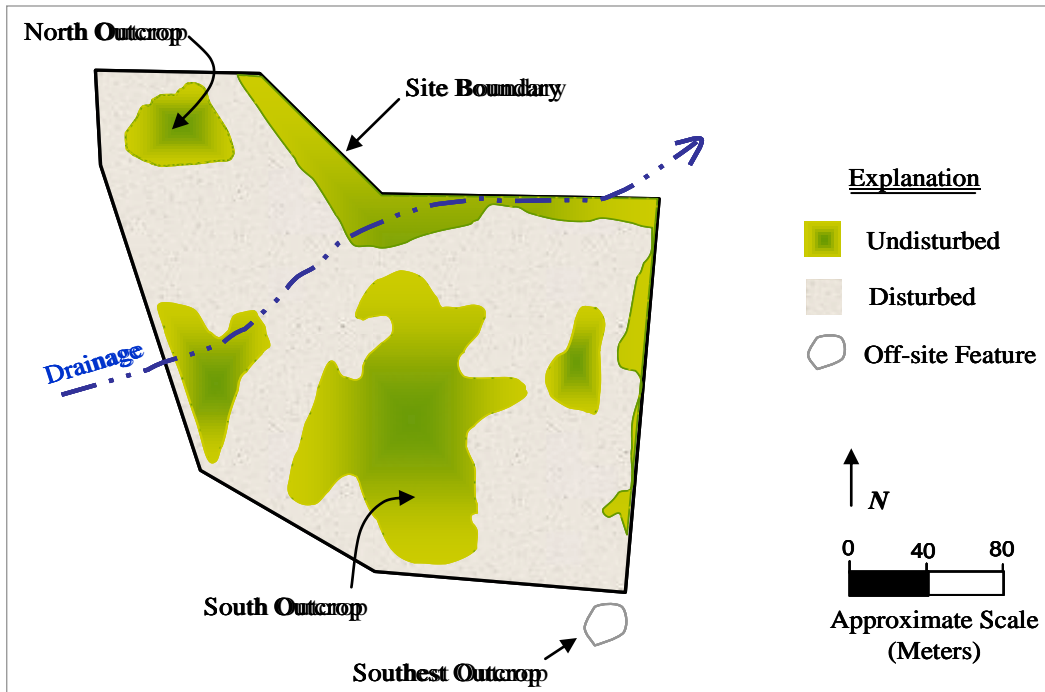 North Outcrop
Site Boundary
Explanation
Undisturbed
Disturbed
Off-site Feature
Drainage
N
0 40 80
Approximate Scale
(Meters)
South Outcrop
Southest Outcrop